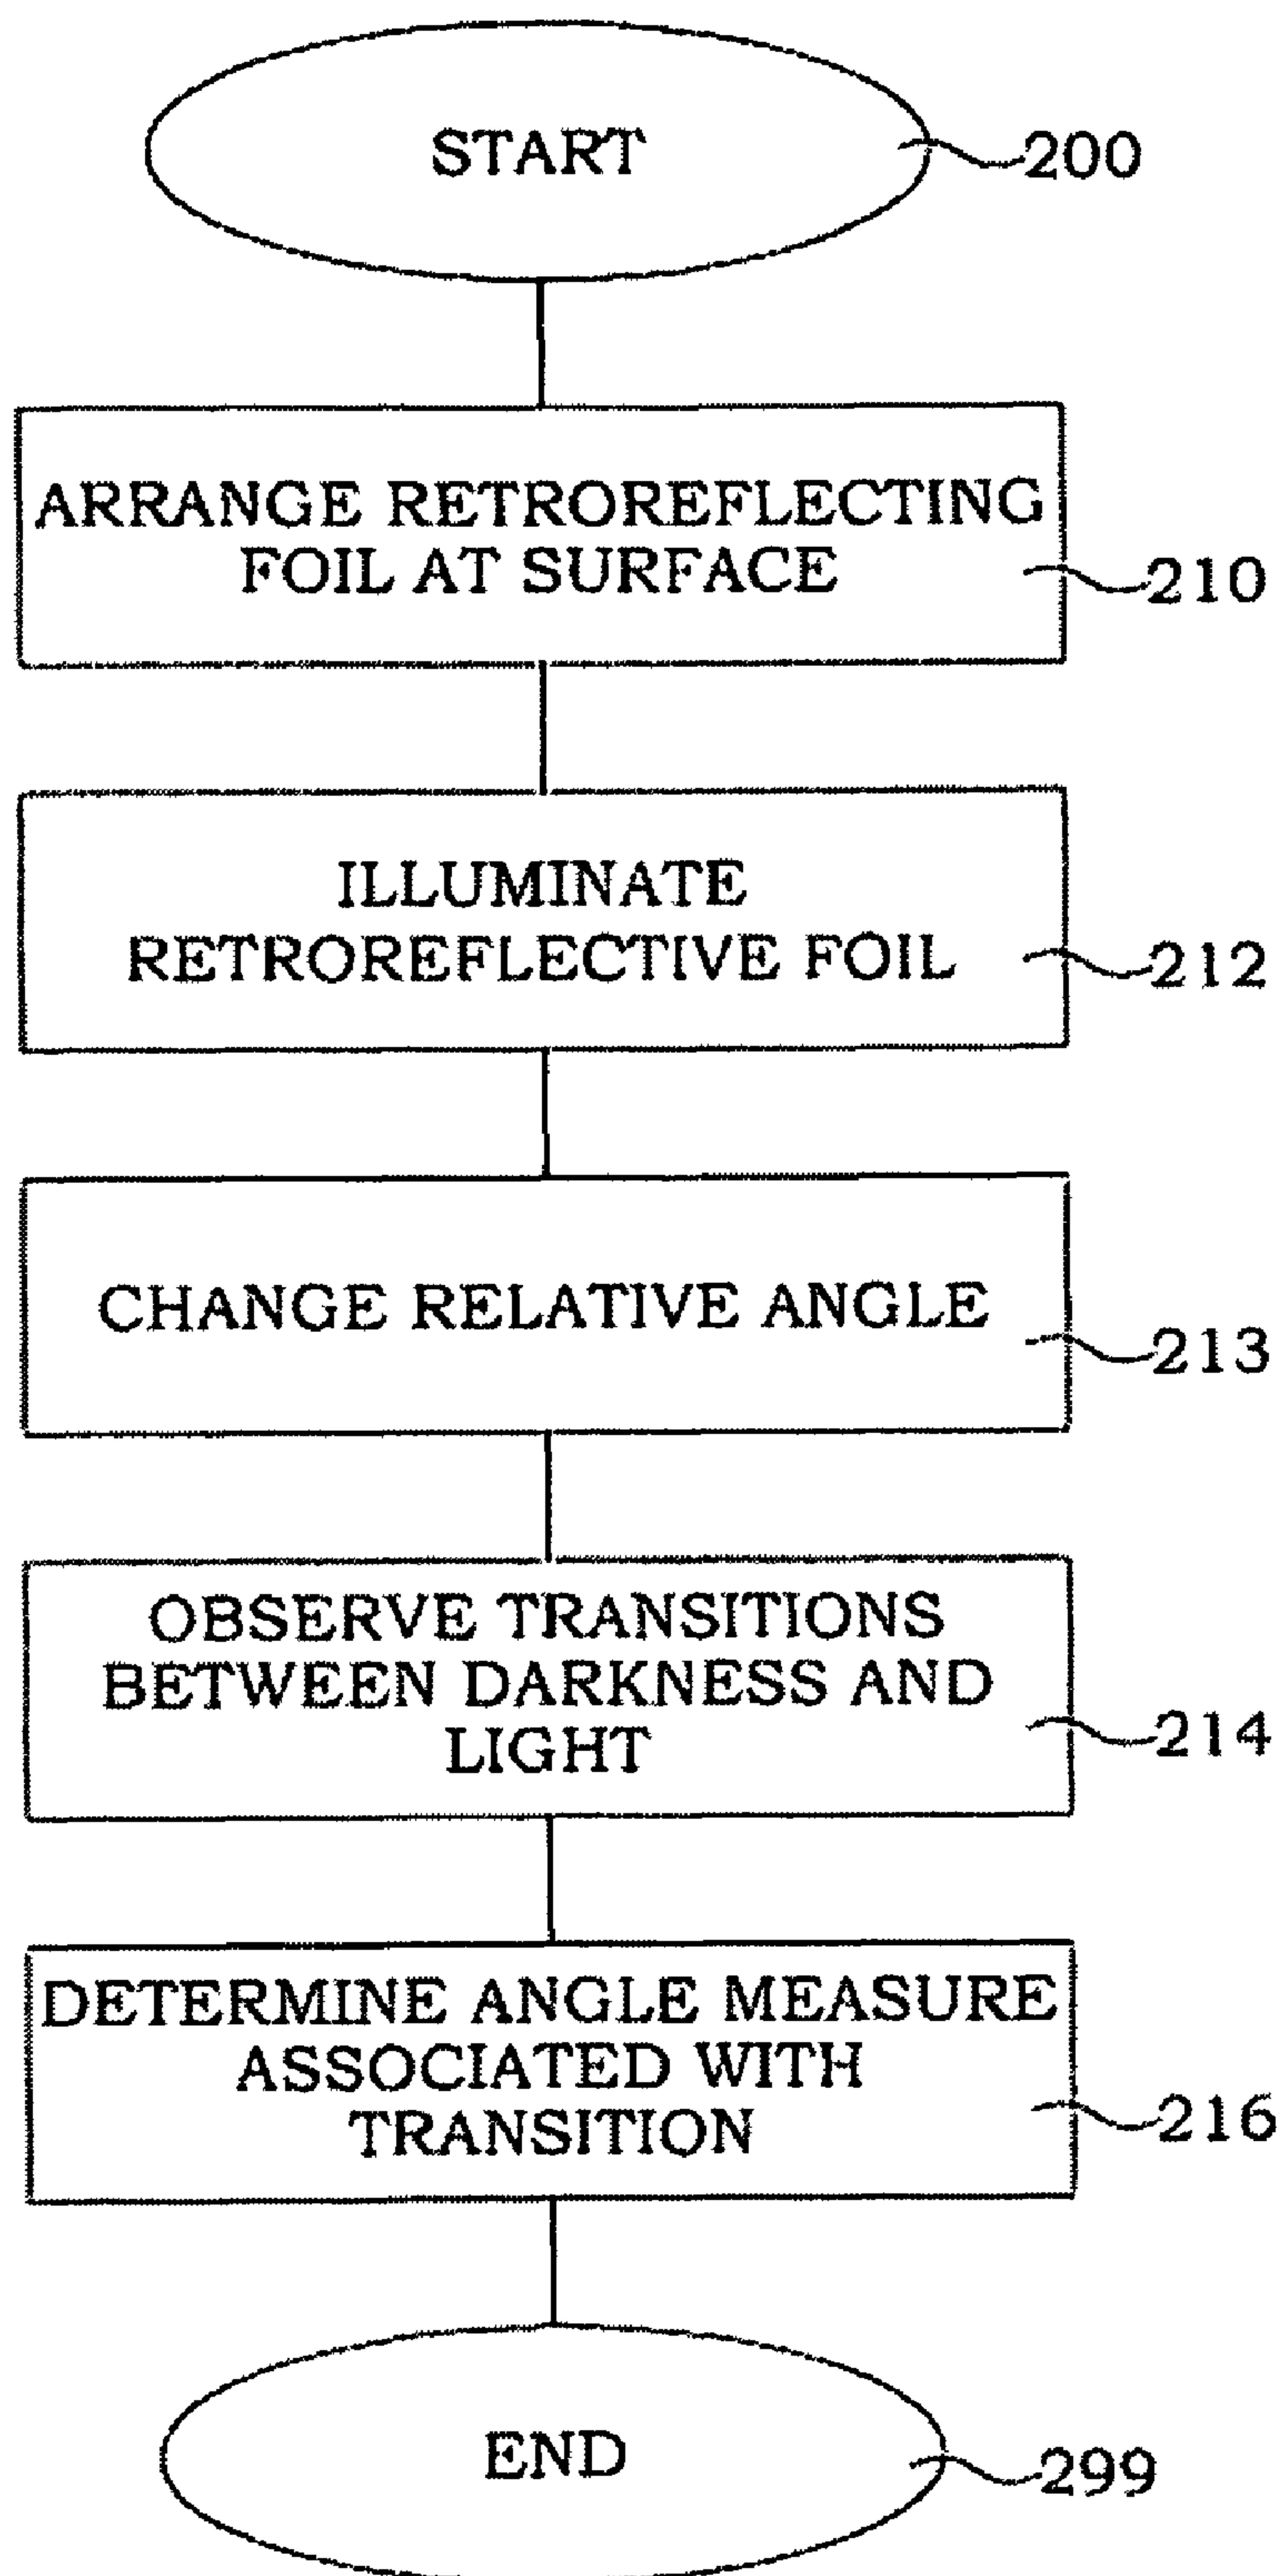 START
200
ARRANGE RETROREFLECTING
FOIL AT SURFACE
210
ILLUMINATE
RETROREFLECTIVE FOIL
212
CHANGE RELATIVE ANGLE
213
OBSERVE TRANSITIONS
BETWEEN DARKNESS AND
LIGHT
214
DETERMINE ANGLE MEASURE
ASSOCIATED WITH
TRANSITION
216
END
299